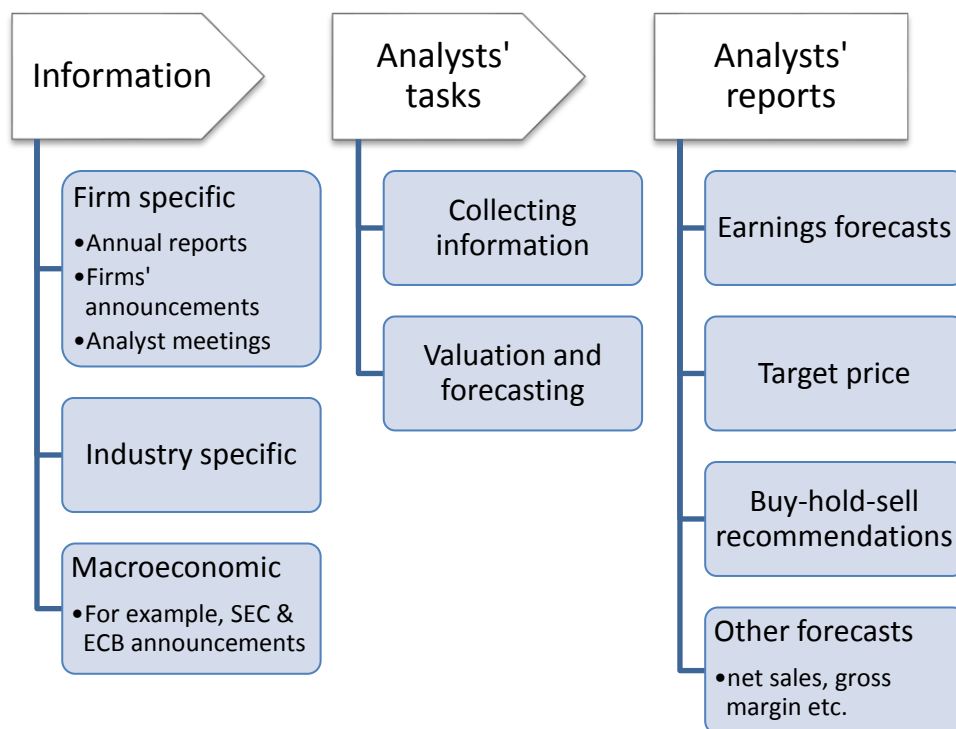 Information
Firm specific
•Annual reports
•Firms'
announcements
•Analyst meetings
Industry specific
Macroeconomic
•For example, SEC &
ECB announcements
Analysts'
tasks
Collecting
information
Valuation and
forecasting
Analysts'
reports
Earnings forecasts
Target price
Buy-hold-sell
recommendations
Other forecasts
•net sales, gross
margin etc.